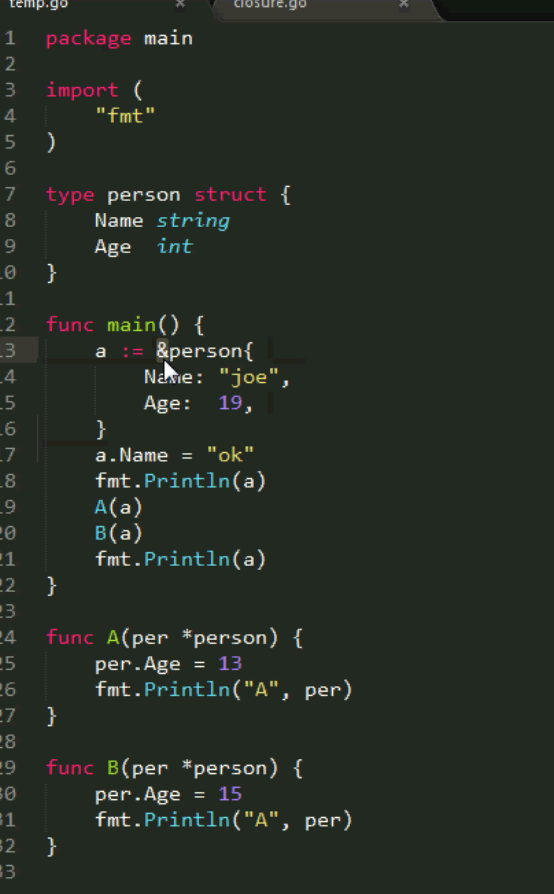 temp.go × closure.go ×
1 package main
2
3 import (
4 "fmt"
5 )
6
7 type person struct {
8 Name string
9 Age int
10 }
11
12 func main() {
13 a := &person{
14 Name: "joe",
15 Age: 19,
16 }
17 a.Name = "ok"
18 fmt.Println(a)
19 A(a)
20 B(a)
21 fmt.Println(a)
22 }
23
24 func A(per *person) {
25 per.Age = 13
26 fmt.Println("A", per)
27 }
28
29 func B(per *person) {
30 per.Age = 15
31 fmt.Println("A", per)
32 }
33